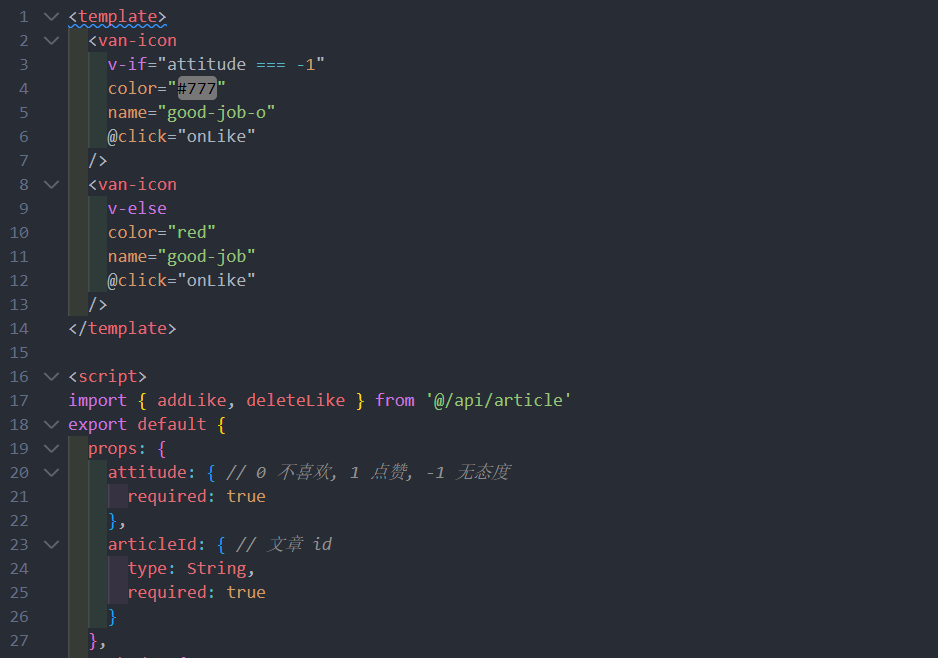 1 <template>
2 <van-icon
3 v-if="attitude === -1"
4 color="#777"
5 name="good-job-o"
6 @click="onLike"
7 />
8 <van-icon
9 v-else
10 color="red"
11 name="good-job"
12 @click="onLike"
13 />
14 </template>
15
16 <script>
17 import { addLike, deleteLike } from '@/api/article'
18 export default {
19 props: {
20 attitude: { // 0 不喜欢, 1 点赞, -1 无态度
21 required: true
22 },
23 articleId: { // 文章 id
24 type: String,
25 required: true
26 }
27 },